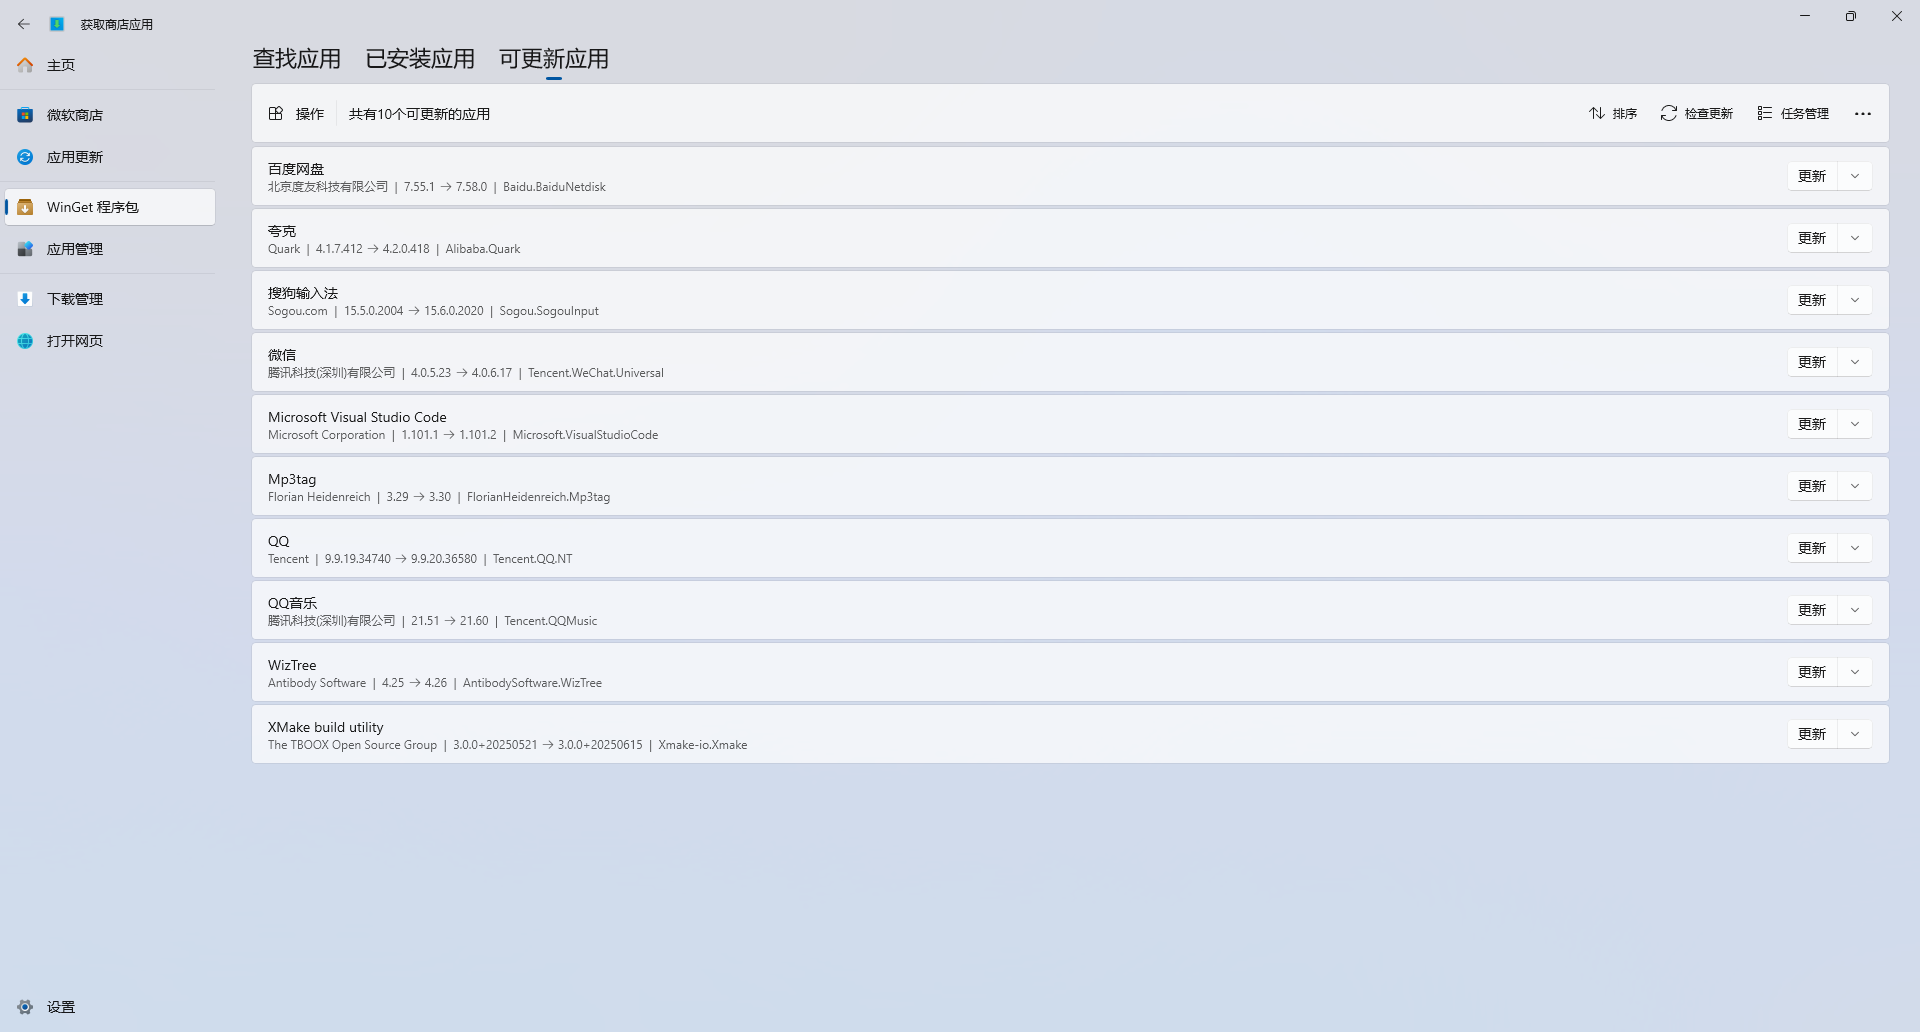 获取商店应用
主页
微软商店
应用更新
WinGet 程序包
应用管理
下载管理
打开网页
设置
查找应用 已安装应用 可更新应用
操作 共有10个可更新的应用 排序 检查更新 任务管理
百度网盘
北京度友科技有限公司 | 7.55.1 → 7.58.0 | Baidu.BaiduNetdisk
更新
夸克
Quark | 4.1.7.412 → 4.2.0.418 | Alibaba.Quark
更新
搜狗输入法
Sogou.com | 15.5.0.2004 → 15.6.0.2020 | Sogou.SogouInput
更新
微信
腾讯科技(深圳)有限公司 | 4.0.5.23 → 4.0.6.17 | Tencent.WeChat.Universal
更新
Microsoft Visual Studio Code
Microsoft Corporation | 1.101.1 → 1.101.2 | Microsoft.VisualStudioCode
更新
Mp3tag
Florian Heidenreich | 3.29 → 3.30 | FlorianHeidenreich.Mp3tag
更新
QQ
Tencent | 9.9.19.34740 → 9.9.20.36580 | Tencent.QQ.NT
更新
QQ音乐
腾讯科技(深圳)有限公司 | 21.51 → 21.60 | Tencent.QQMusic
更新
WizTree
Antibody Software | 4.25 → 4.26 | AntibodySoftware.WizTree
更新
XMake build utility
The TBOOX Open Source Group | 3.0.0+20250521 → 3.0.0+20250615 | Xmake-io.Xmake
更新